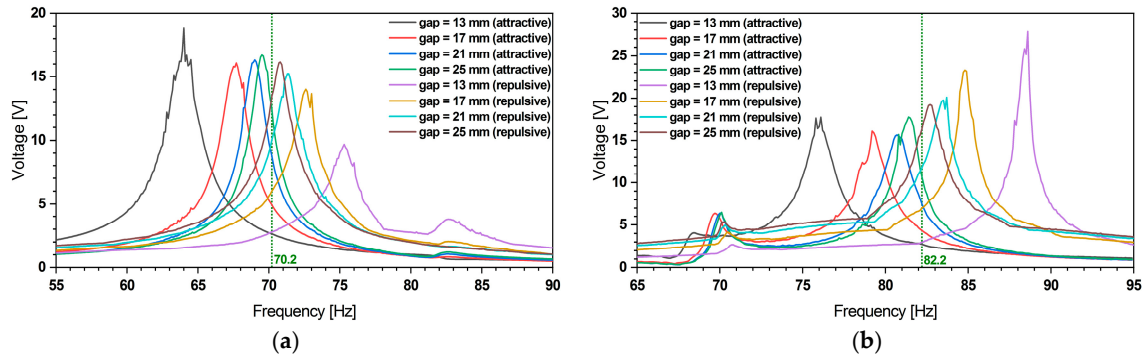 20
15
10
5
0
Voltage [V]
gap = 13 mm (attractive)
gap = 17 mm (attractive)
gap = 21 mm (attractive)
gap = 25 mm (attractive)
gap = 13 mm (repulsive)
gap = 17 mm (repulsive)
gap = 21 mm (repulsive)
gap = 25 mm (repulsive)
70.2
55 60 65 70 75 80 85 90
Frequency [Hz]
(a)
30
25
20
15
10
5
0
Voltage [V]
gap = 13 mm (attractive)
gap = 17 mm (attractive)
gap = 21 mm (attractive)
gap = 25 mm (attractive)
gap = 13 mm (repulsive)
gap = 17 mm (repulsive)
gap = 21 mm (repulsive)
gap = 25 mm (repulsive)
82.2
65 70 75 80 85 90 95
Frequency [Hz]
(b)